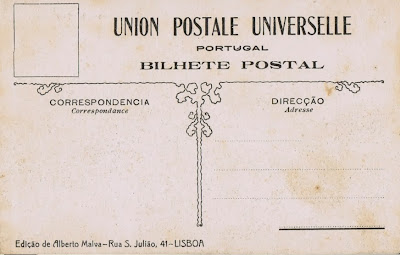 UNION POSTALE UNIVERSELLE
PORTUGAL
BILHETE POSTAL
CORRESPONDENCIA
Correspondance
DIRECÇÃO
Adresse
Edição de Alberto Malva–Rua S. Julião, 41–LISBOA